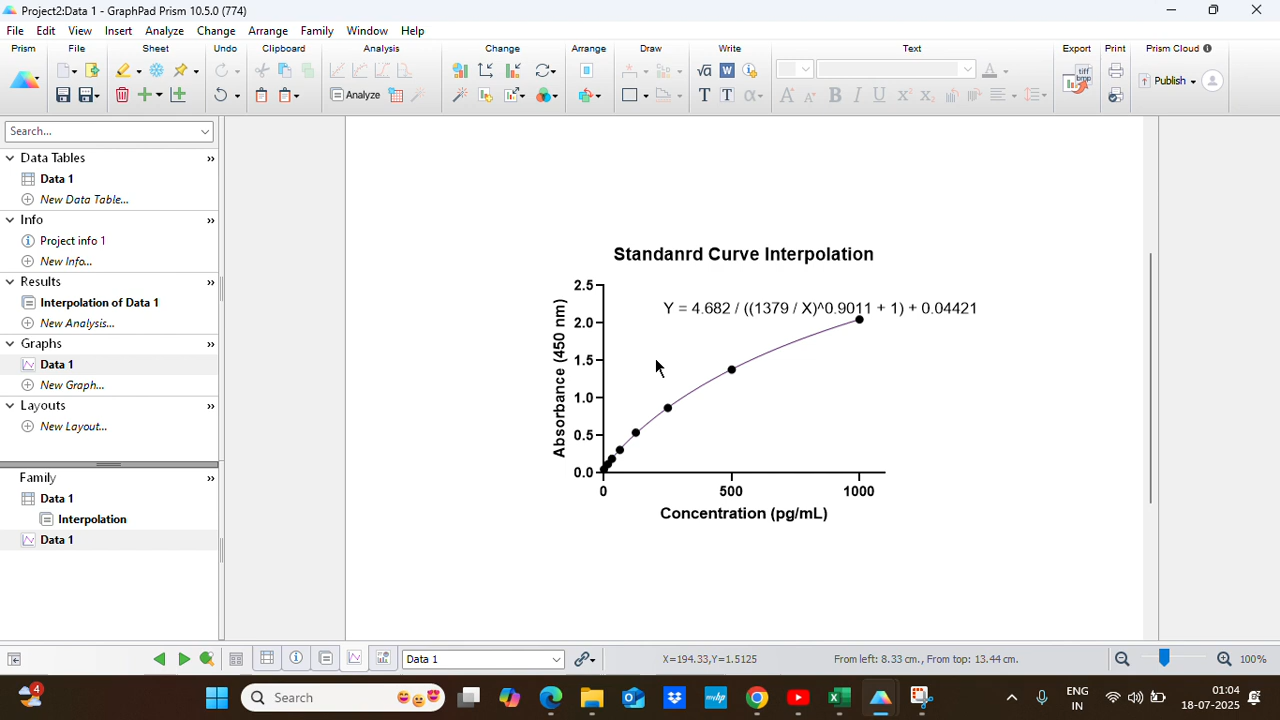 Project2:Data 1 - GraphPad Prism 10.5.0 (774)
File Edit View Insert Analyze Change Arrange Family Window Help
Prism File Sheet Undo Clipboard Analysis Change Arrange Draw Write Text Export Print Prism Cloud
Analyze
tiff
Publish
Search...
Data Tables
Data 1
New Data Table...
Info
Project info 1
New Info...
Results
Interpolation of Data 1
New Analysis...
Graphs
Data 1
New Graph...
Layouts
New Layout...
Family
Data 1
Interpolation
Data 1
Standanrd Curve Interpolation
Y = 4.682 / ((1379 / X)^0.9011 + 1) + 0.04421
2.5
2.0
1.5
1.0
0.5
0.0
Absorbance (450 nm)
0 500 1000
Concentration (pg/mL)
Data 1
X=194.33,Y=1.5125
From left: 8.33 cm., From top: 13.44 cm.
100%
4
Search
myhp
ENG
IN
01:04
18-07-2025